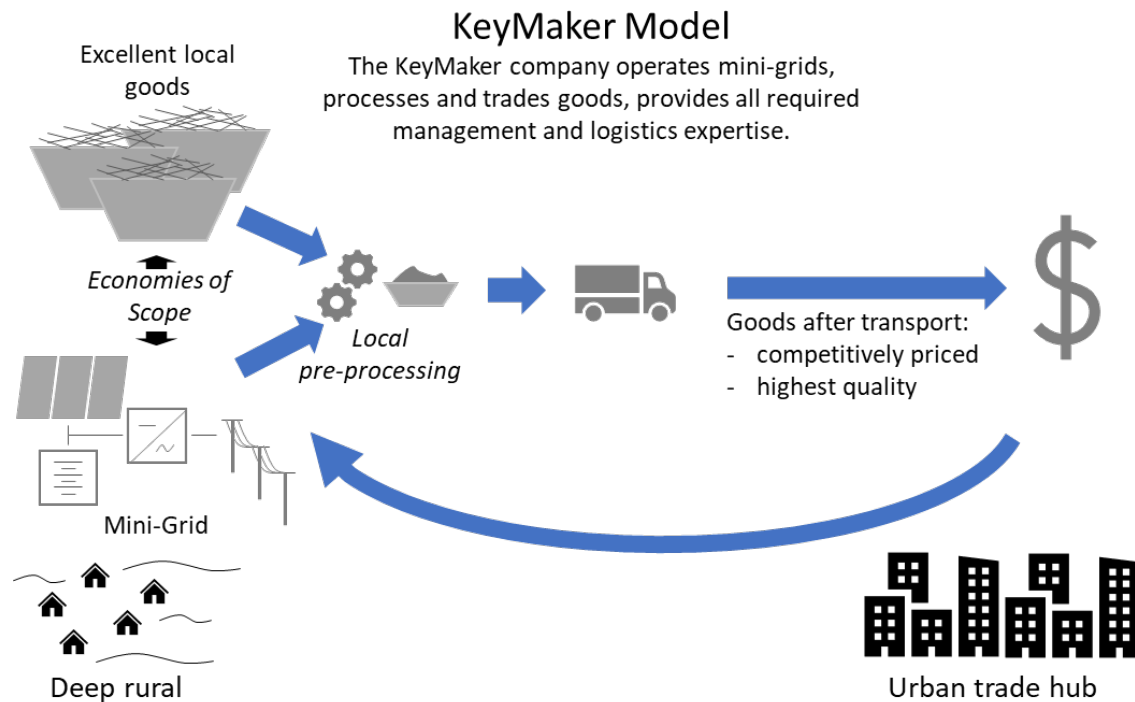 KeyMaker Model
The KeyMaker company operates mini-grids,
processes and trades goods, provides all required
management and logistics expertise.
Excellent local
goods
Economies of
Scope
Local
pre-processing
Goods after transport:
- competitively priced
- highest quality
Mini-Grid
Deep rural
Urban trade hub